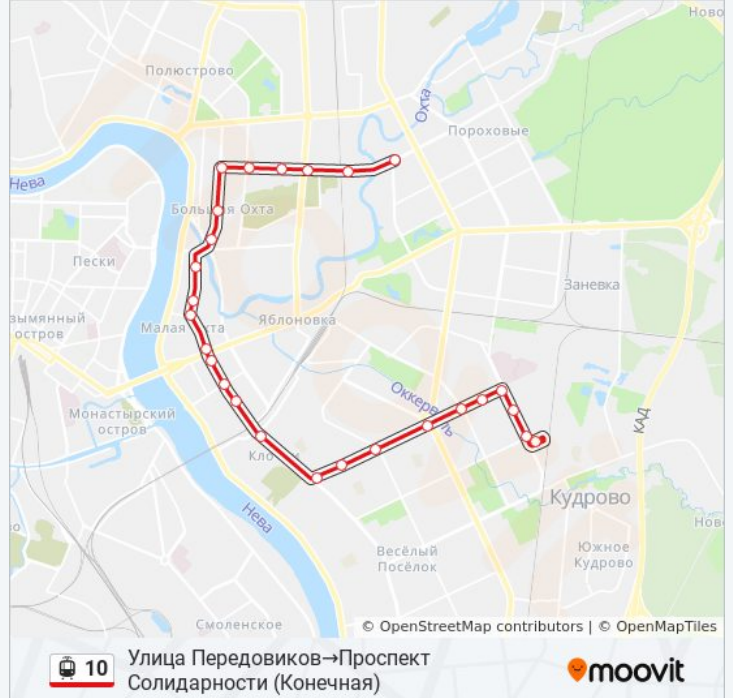 Ново
Полюстрово
Охта
Пороховые
Нева
Большая Охта
Пески
Заневка
зымянный
остров
Малая Охта
Яблоновка
Оккервиль
Монастырский
остров
КАД
Кудрово
Нева
Нов
Весёлый
Посёлок
Южное
Кудрово
Смоленское
© OpenStreetMap contributors | © OpenMapTiles
10
Улица Передовиков→Проспект
Солидарности (Конечная)
moovit